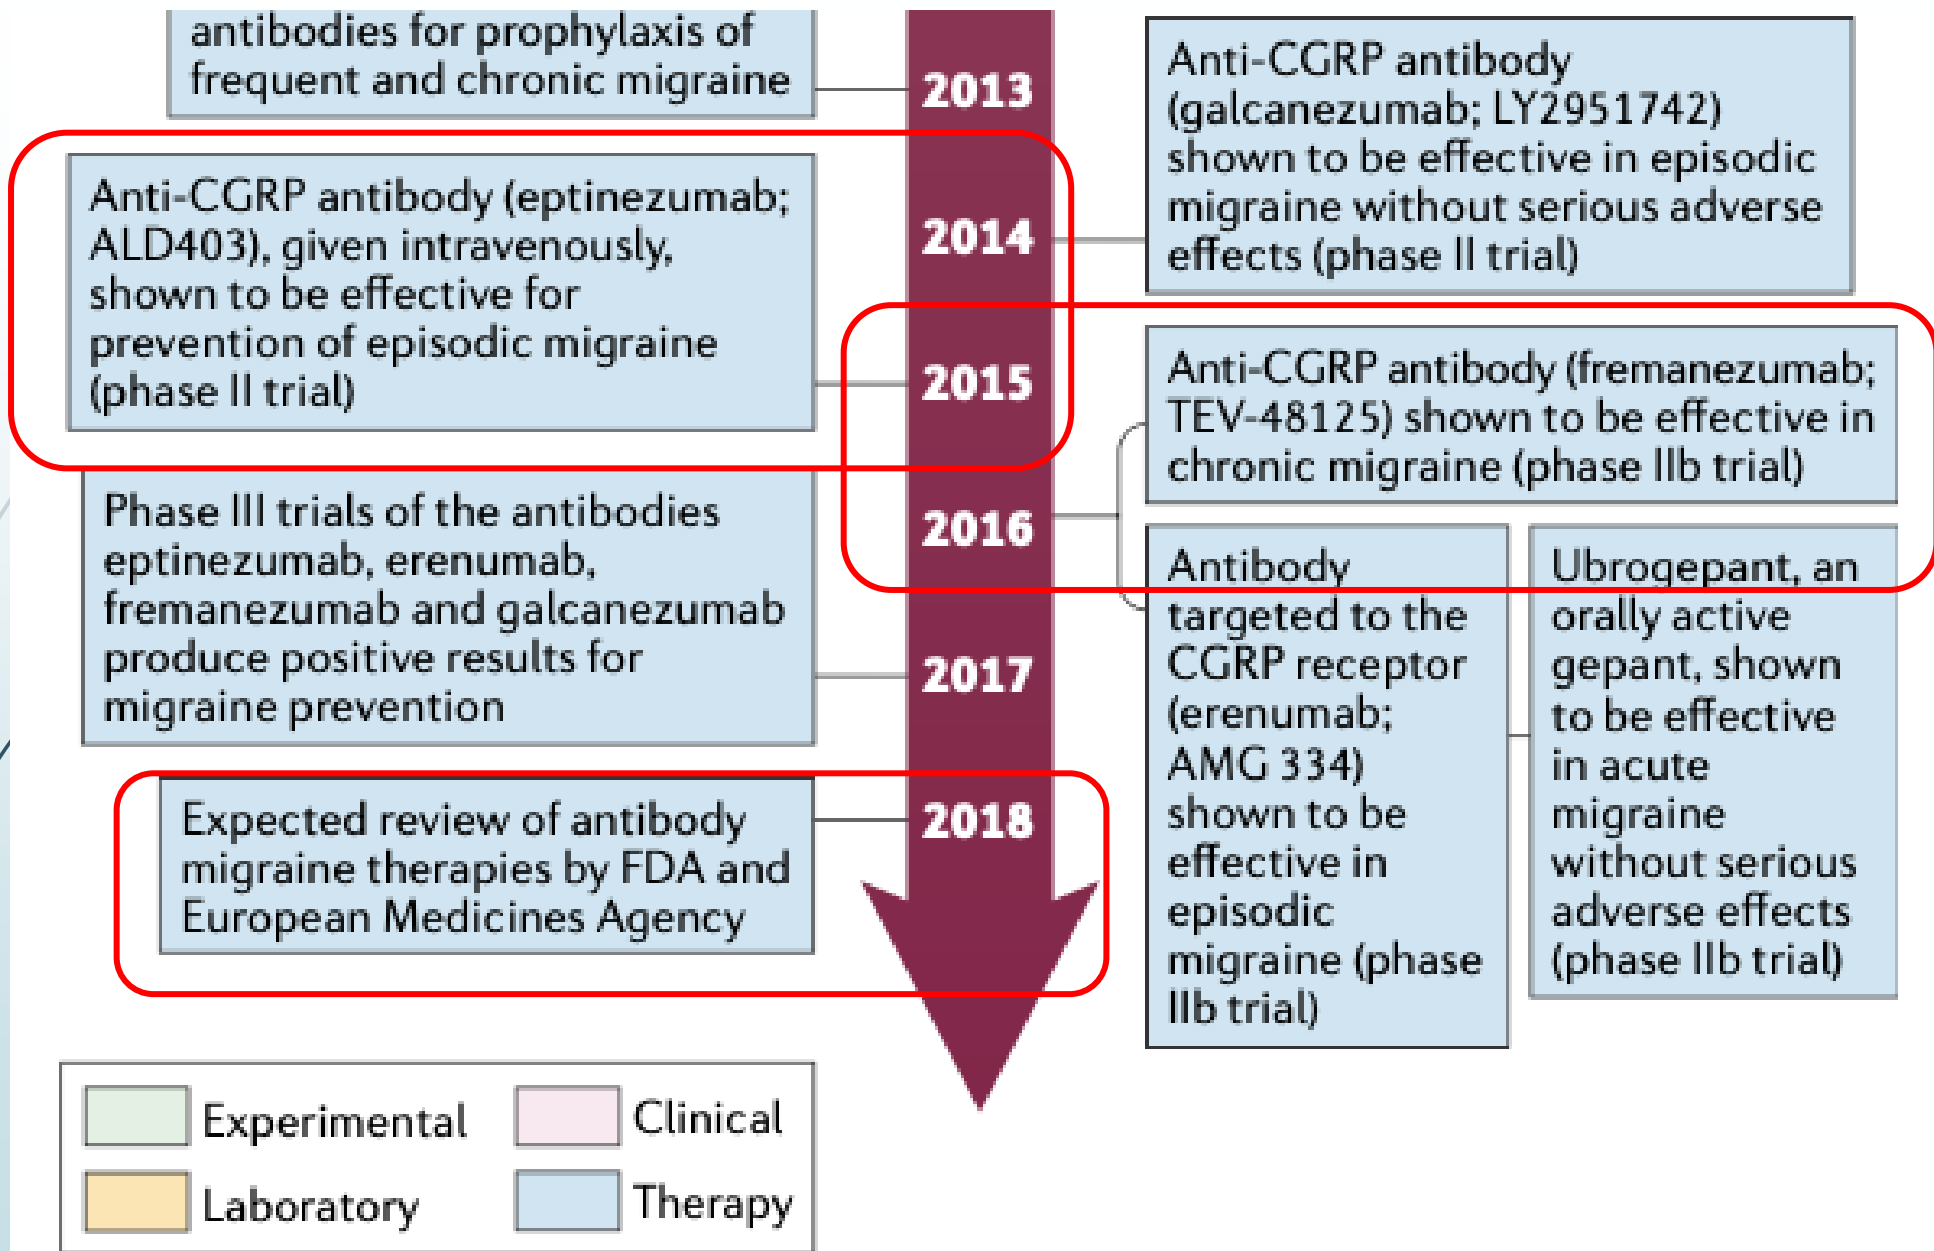 antibodies for prophylaxis of
frequent and chronic migraine
2013
Anti-CGRP antibody
(galcanezumab; LY2951742)
shown to be effective in episodic
migraine without serious adverse
effects (phase II trial)
2014
Anti-CGRP antibody (eptinezumab;
ALD403), given intravenously,
shown to be effective for
prevention of episodic migraine
(phase II trial)
2015
Anti-CGRP antibody (fremanezumab;
TEV-48125) shown to be effective in
chronic migraine (phase IIb trial)
2016
Antibody
targeted to the
CGRP receptor
(erenumab;
AMG 334)
shown to be
effective in
episodic
migraine (phase
IIb trial)
Ubrogepant, an
orally active
gepant, shown
to be effective
in acute
migraine
without serious
adverse effects
(phase IIb trial)
Phase III trials of the antibodies
eptinezumab, erenumab,
fremanezumab and galcanezumab
produce positive results for
migraine prevention
2017
Expected review of antibody
migraine therapies by FDA and
European Medicines Agency
2018
Experimental
Clinical
Laboratory
Therapy